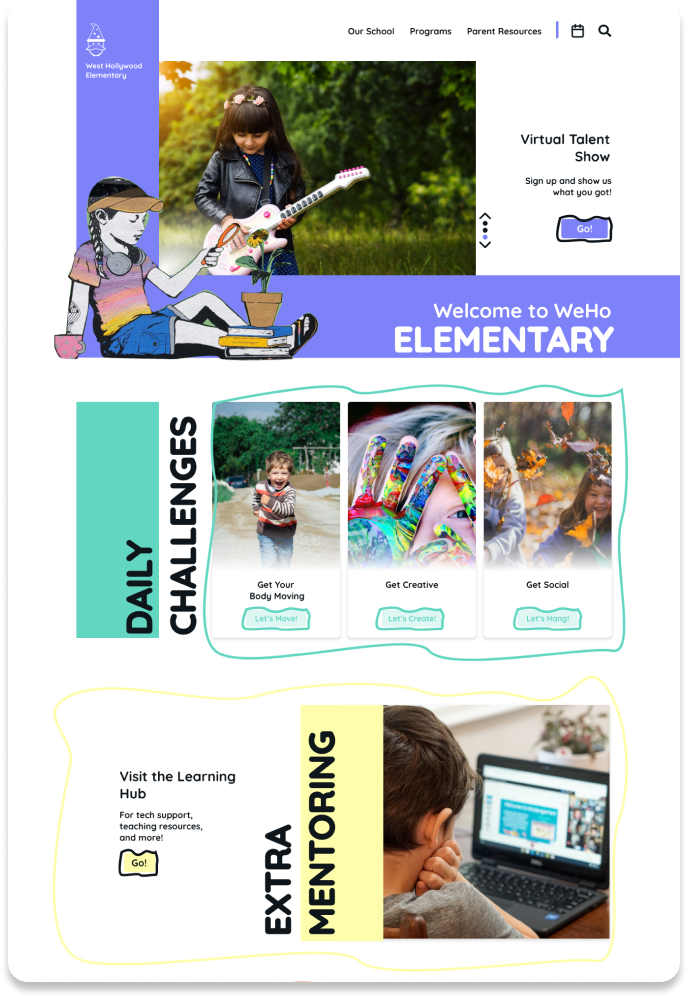 Our School Programs Parent Resources
West Hollywood
Elementary
Virtual Talent
Show
Sign up and show us
what you got!
Go!
Welcome to WeHo
ELEMENTARY
DAILY
CHALLENGES
Get Your
Body Moving
Let's Move!
Get Creative
Let's Create!
Get Social
Let's Hang!
Visit the Learning
Hub
For tech support,
teaching resources,
and more!
Go!
EXTRA
MENTORING